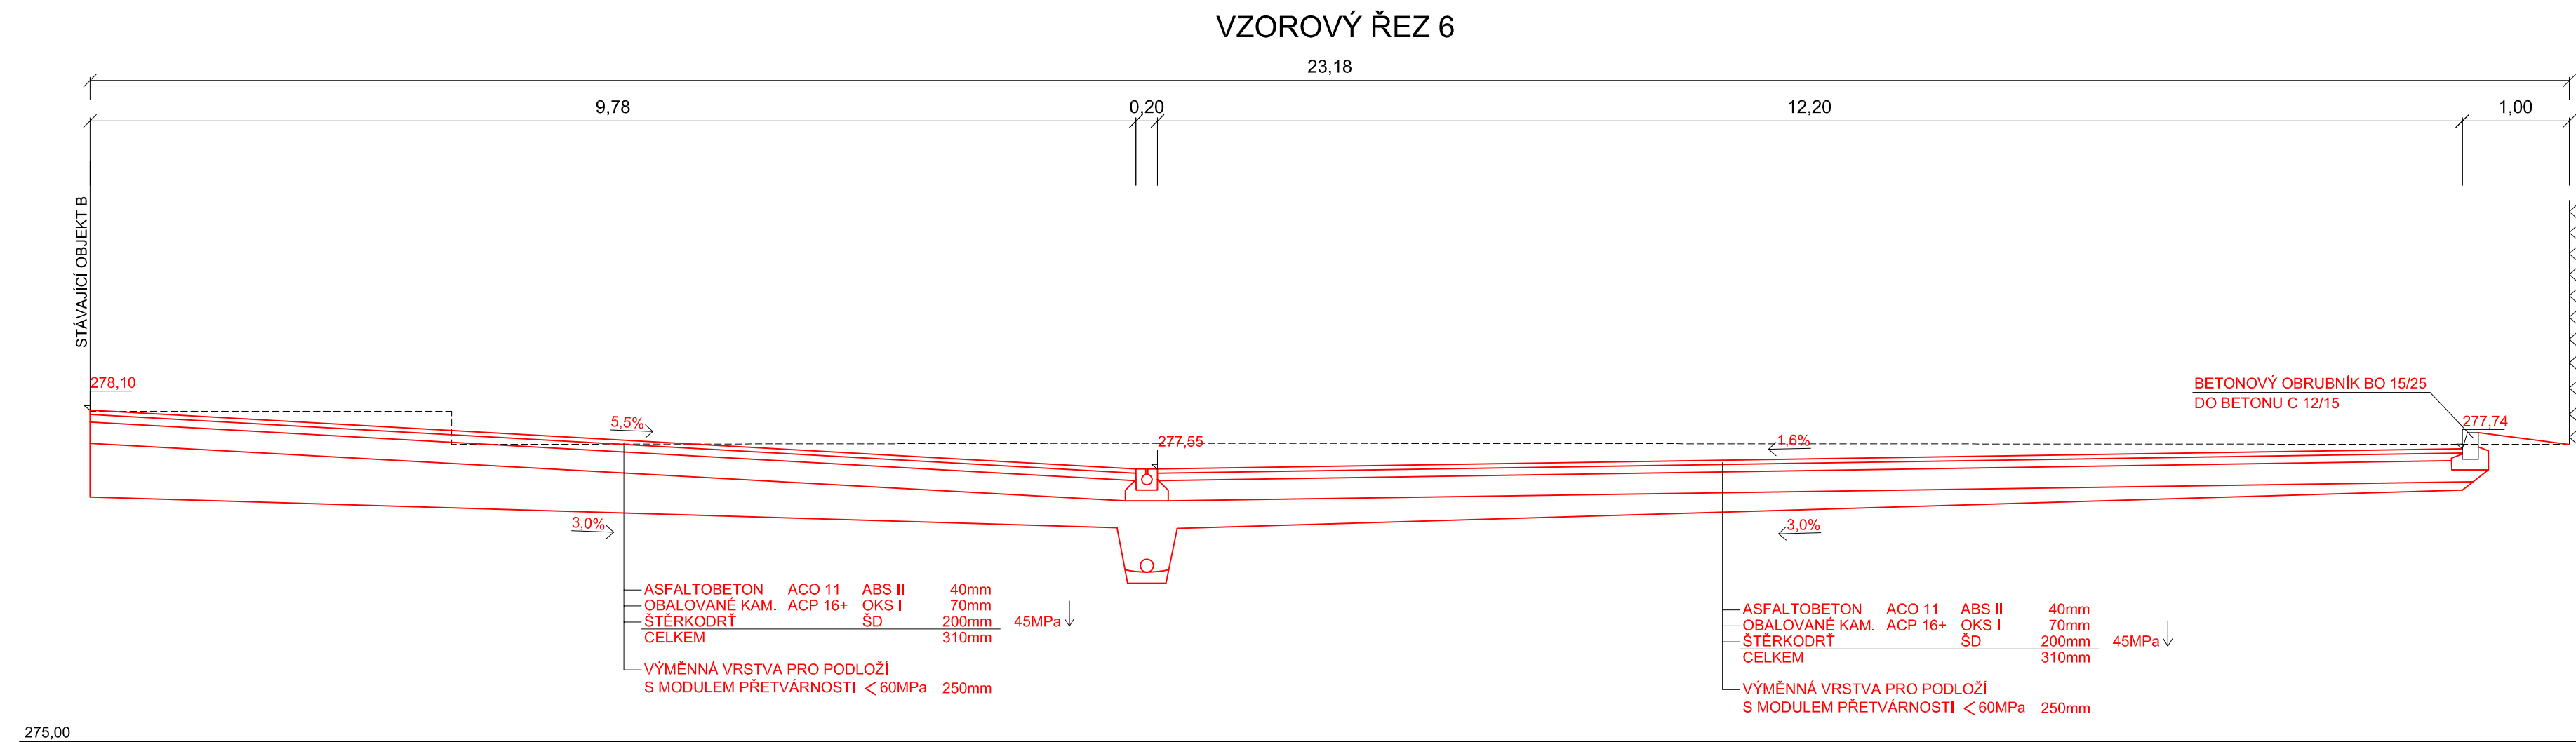 VZOROVÝ ŘEZ 6
23,18
9,78 0,20 12,20 1,00
STÁVAJÍCÍ OBJEKT B
278,10
5,5%
277,55
1,6%
BETONOVÝ OBRUBNÍK BO 15/25
DO BETONU C 12/15
277,74
3,0%
3,0%
ASFALTOBETON ACO 11 ABS II 40mm
OBALOVANÉ KAM. ACP 16+ OKS I 70mm
ŠTĚRKODRŤ ŠD 200mm 45MPa
CELKEM 310mm
VÝMĚNNÁ VRSTVA PRO PODLOŽÍ
S MODULEM PŘETVÁRNOSTI < 60MPa 250mm
ASFALTOBETON ACO 11 ABS II 40mm
OBALOVANÉ KAM. ACP 16+ OKS I 70mm
ŠTĚRKODRŤ ŠD 200mm 45MPa
CELKEM 310mm
VÝMĚNNÁ VRSTVA PRO PODLOŽÍ
S MODULEM PŘETVÁRNOSTI < 60MPa 250mm
275,00